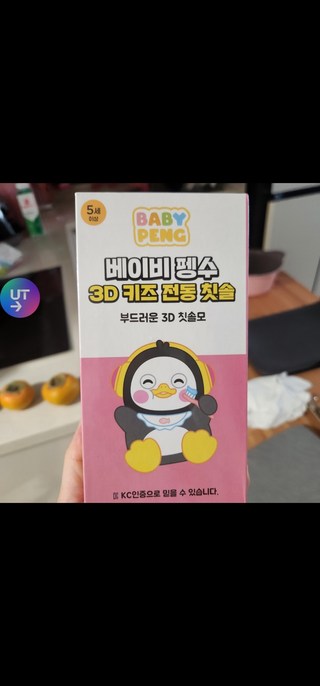 5세
이상
BABY
PENG
베이비 펭수
3D 키즈 전동 칫솔
부드러운 3D 칫솔모
KC인증으로 믿을 수 있습니다.
UT